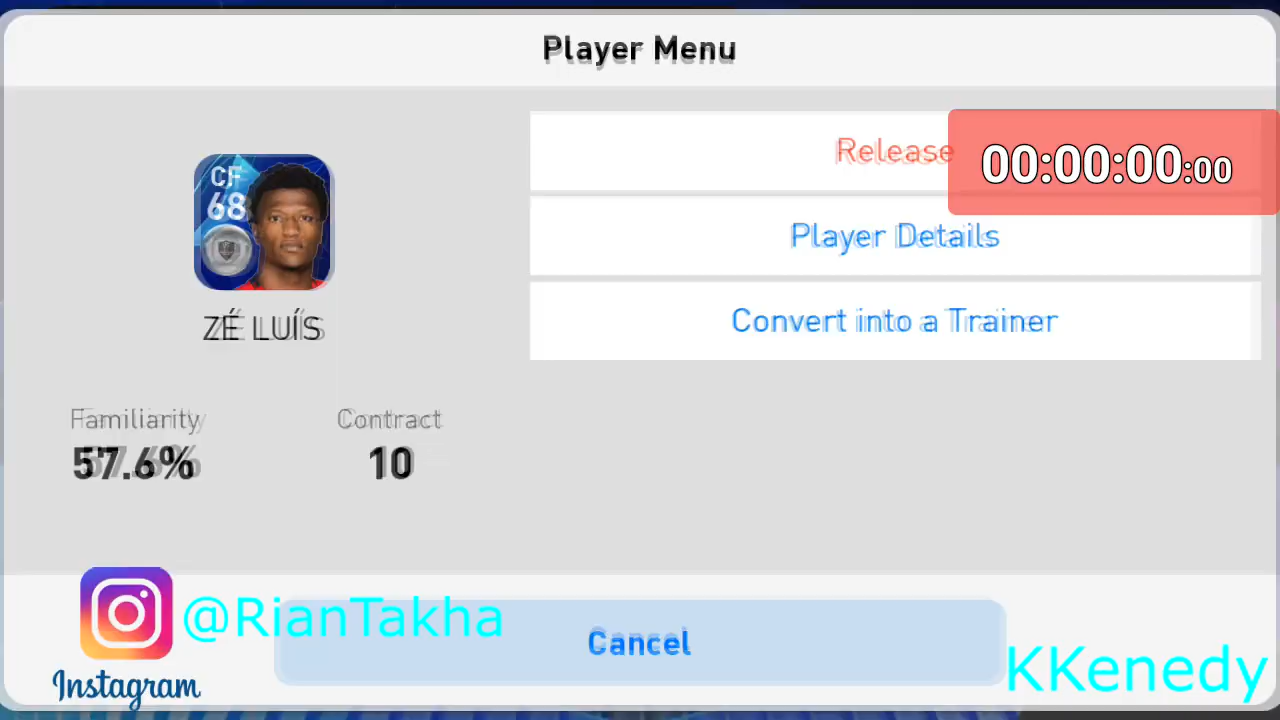 Player Menu
Release
00:00:00:00
CF
68
Player Details
ZÉ LUÍS
Convert into a Trainer
Familiarity
Contract
57.6%
10
@RianTakha
Cancel
KKenedy
Instagram